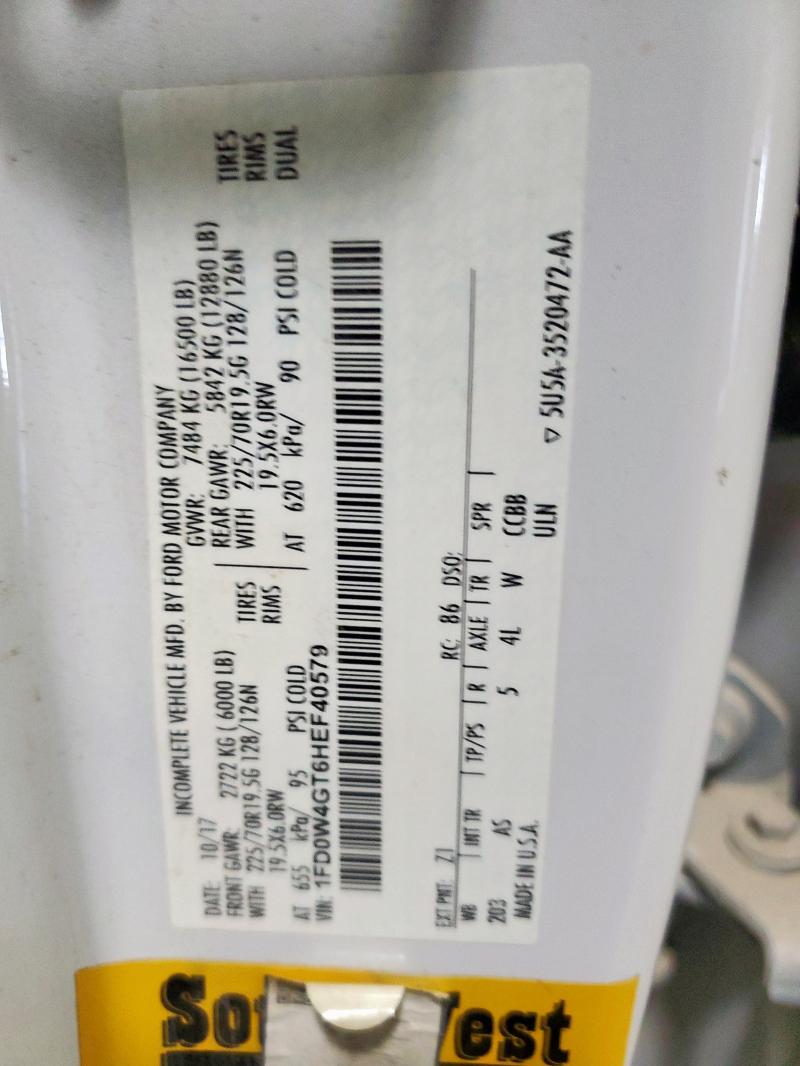 INCOMPLETE VEHICLE MFD. BY FORD MOTOR COMPANY
DATE: 10/17 GVWR: 7484 KG (16500 LB)
FRONT GAWR: 2722 KG ( 6000 LB) REAR GAWR: 5842 KG (12880 LB)
WITH 225/70R19.5G 128/126N TIRES WITH 225/70R19.5G 128/126N TIRES
19.5X6.0RW RIMS 19.5X6.0RW RIMS
AT 655 kPa/ 95 PSI COLD AT 620 kPa/ 90 PSI COLD DUAL
VIN: 1FD0W4GT6HEF40579
EXT PNT: Z1 RC: 86 DSO:
WB INT TR TP/PS R AXLE TR SPR
203 AS 5 4L W CCBB
MADE IN U.S.A. ULN
▽ 5U5A-3520472-AA